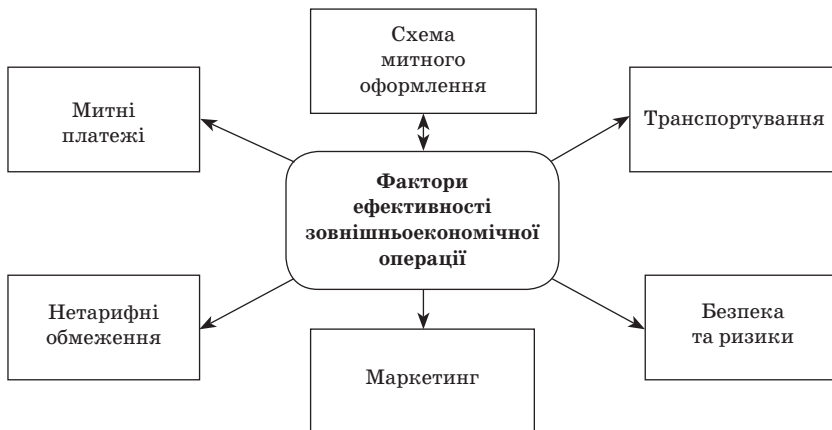 Схема
митного
оформлення
Митні
платежі
Транспортування
Фактори
ефективності
зовнішньоекономічної
операції
Нетарифні
обмеження
Безпека
та ризики
Маркетинг